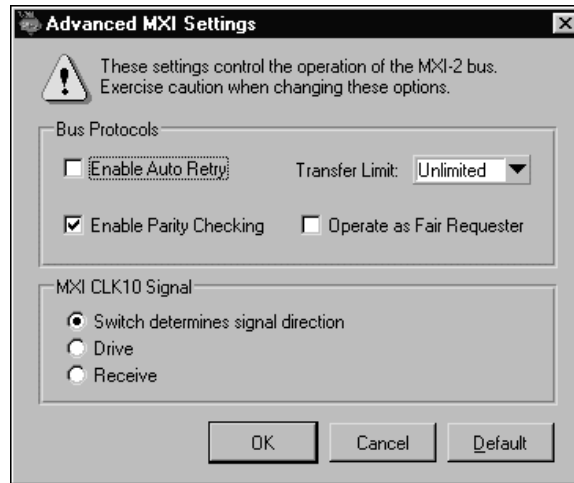 Advanced MXI Settings
These settings control the operation of the MXI-2 bus.
Exercise caution when changing these options.
Bus Protocols
Enable Auto Retry
Transfer Limit: Unlimited
Enable Parity Checking
Operate as Fair Requester
MXI CLK10 Signal
Switch determines signal direction
Drive
Receive
OK
Cancel
Default